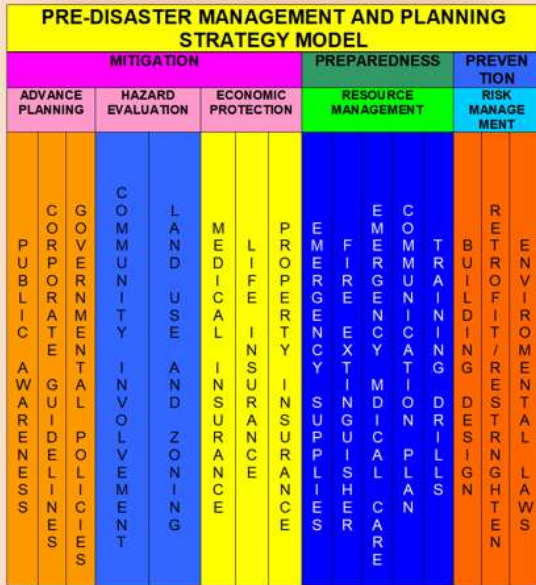 PRE-DISASTER MANAGEMENT AND PLANNING
STRATEGY MODEL
MITIGATION
PREPAREDNESS
PREVEN
TION
ADVANCE
PLANNING
HAZARD
EVALUATION
ECONOMIC
PROTECTION
RESOURCE
MANAGEMENT
RISK
MANAGE
MENT
PUBLIC AWARENESS
CORPORATE GUIDELINES
GOVERNMENTAL POLICIES
COMMUNITY INVOLVEMENT
LAND USE AND ZONING
MEDICAL INSURANCE
LIFE INSURANCE
PROPERTY INSURANCE
EMERGENCY SUPPLIES
FIRE EXTINGUISHER
EMERGENCY MDICAL CARE
COMMUNICATION PLAN
TRAINING DRILLS
BUILDING DESIGN
RETROFIT/RESTRNGHTEN
ENVIROMENTAL LAWS